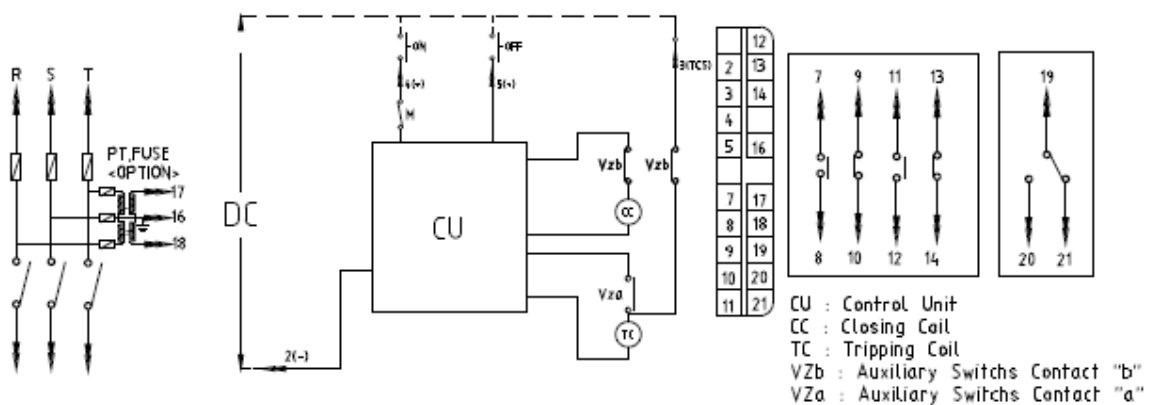 R S T
PT,FUSE
<OPTION>
17
16
18
DC
ON
OFF
4(+)
5(+)
3(TCS)
M
CU
Vzb
Vzb
CC
Vza
TC
2(-)
12
2 13
3 14
4
5 16
7 17
8 18
9 19
10 20
11 21
7 9 11 13
8 10 12 14
19
20 21
CU : Control Unit
CC : Closing Coil
TC : Tripping Coil
VZb : Auxiliary Switchs Contact "b"
VZa : Auxiliary Switchs Contact "a"